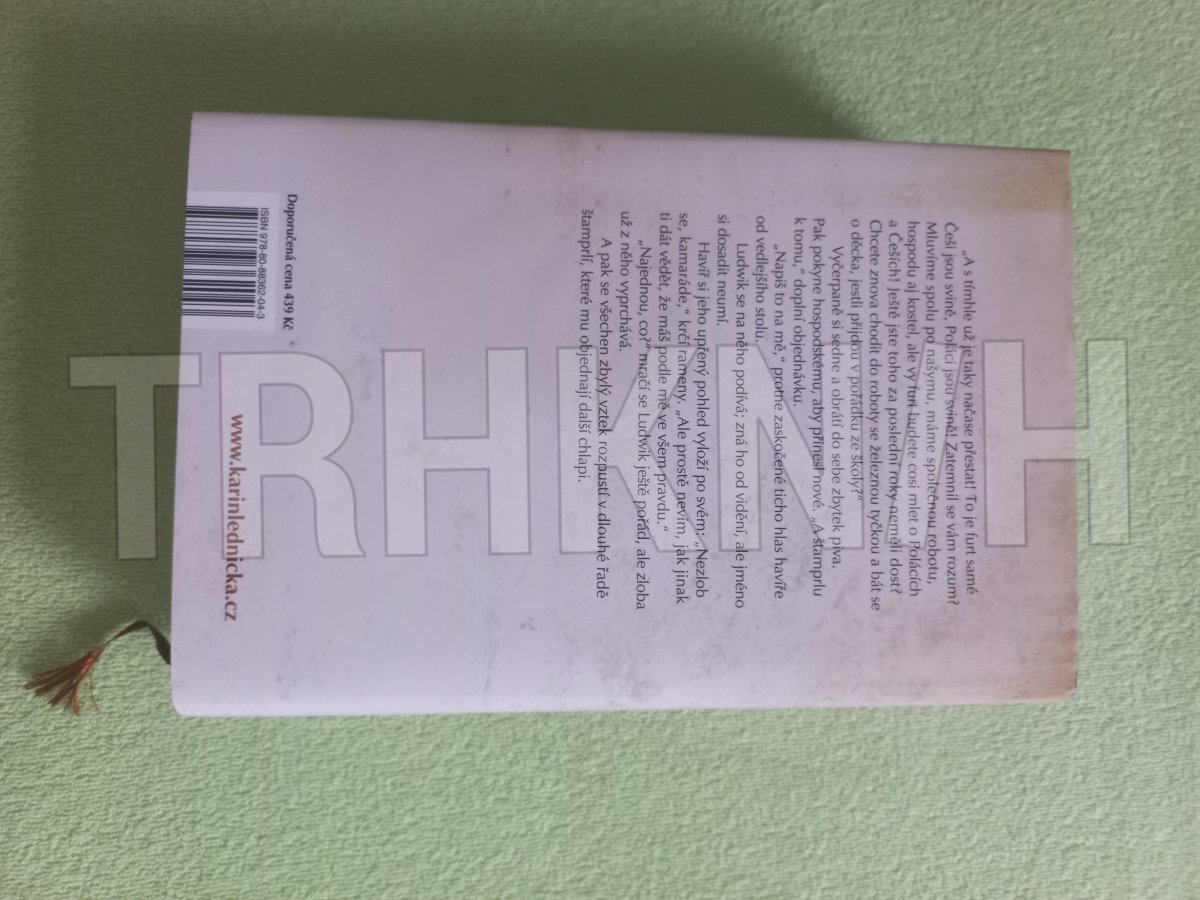 „A s tímhle už je taky načase přestat! To je furt samé
Češi jsou svině, Poláci jsou svině! Zatemnil se vám rozum?
Mluvíme spolu po našymu, máme společnou robotu,
hospodu aj kostel, ale vy furt budete cosi mlet o Polácích
a Češích! Ještě jste toho za poslední roky neměli dost?
Chcete znova chodit do roboty se železnou tyčkou a bát se
o děcka, jestli přijdou v pořádku ze školy?“
Vyčerpaně si sedne a obrátí do sebe zbytek piva.
Pak pokyne hospodskému, aby přinesl nové. „A štamprlu
k tomu,“ doplní objednávku.
„Napiš to na mě,“ protne zaskočené ticho hlas havíře
od vedlejšího stolu.
Ludwik se na něho podívá; zná ho od vidění, ale jméno
si dosadit neumí.
Havíř si jeho upřený pohled vyloží po svém: „Nezlob
se, kamaráde,“ krčí rameny. „Ale prostě nevím, jak jinak
ti dát vědět, že máš podle mě ve všem pravdu.“
„Najednou, co?“ mračí se Ludwik ještě pořád, ale zloba
už z něho vyprchává.
A pak se všechen zbylý vztek rozpustí v dlouhé řadě
štamprlí, které mu objednají další chlapi.
Doporučená cena 439 Kč
ISBN 978-80-88362-04-3
www.karinlednicka.cz
TRHKNIH